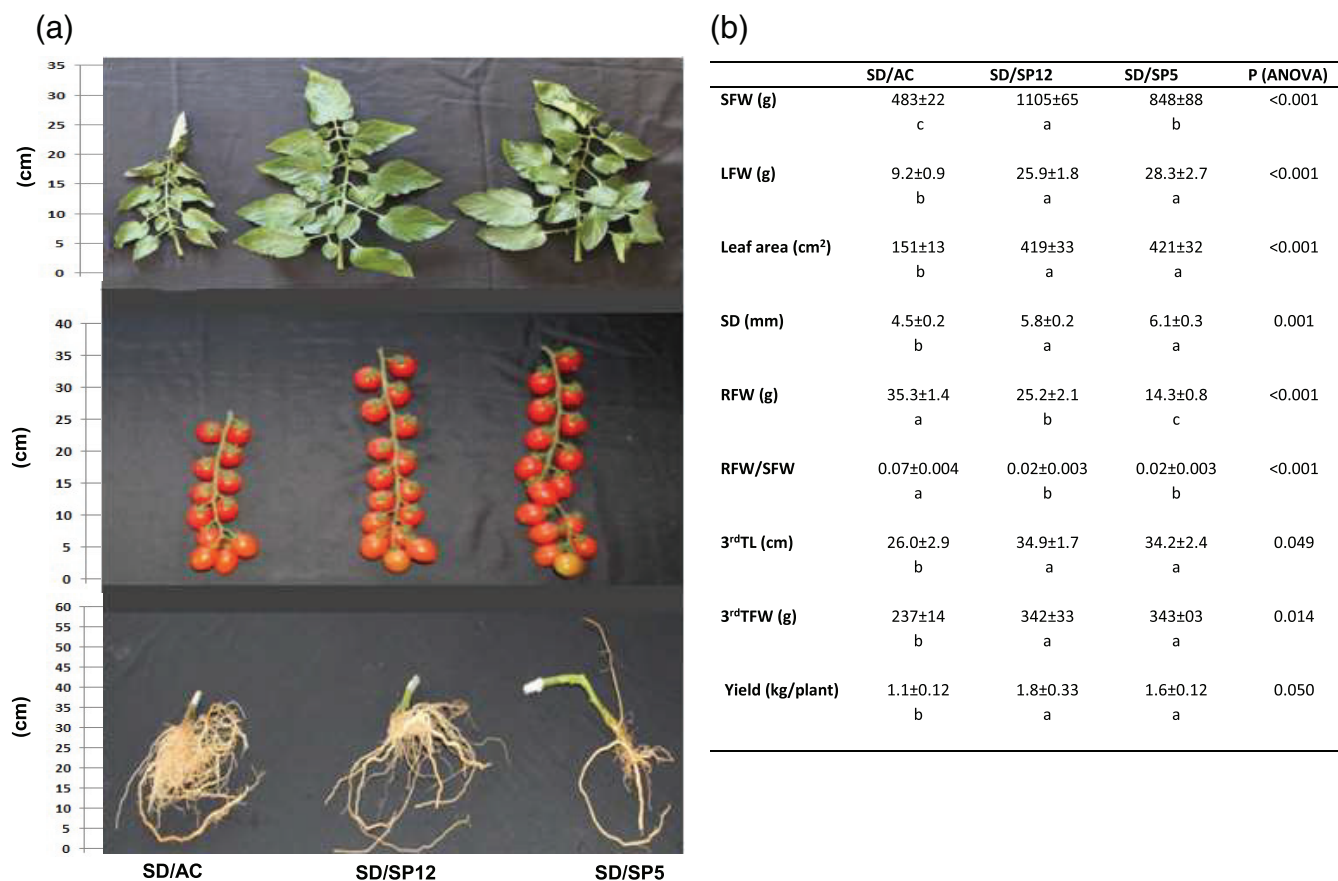 (a)
35
30
25
20
15
10
5
0
(cm)
40
35
30
25
20
15
10
5
0
(cm)
60
55
50
45
40
35
30
25
20
15
10
5
0
(cm)
SD/AC SD/SP12 SD/SP5
(b)
SD/AC SD/SP12 SD/SP5 P (ANOVA)
SFW (g) 483±22 1105±65 848±88 <0.001
c a b
LFW (g) 9.2±0.9 25.9±1.8 28.3±2.7 <0.001
b a a
Leaf area (cm²) 151±13 419±33 421±32 <0.001
b a a
SD (mm) 4.5±0.2 5.8±0.2 6.1±0.3 0.001
b a a
RFW (g) 35.3±1.4 25.2±2.1 14.3±0.8 <0.001
a b c
RFW/SFW 0.07±0.004 0.02±0.003 0.02±0.003 <0.001
a b b
3ʳᵈTL (cm) 26.0±2.9 34.9±1.7 34.2±2.4 0.049
b a a
3ʳᵈTFW (g) 237±14 342±33 343±03 0.014
b a a
Yield (kg/plant) 1.1±0.12 1.8±0.33 1.6±0.12 0.050
b a a